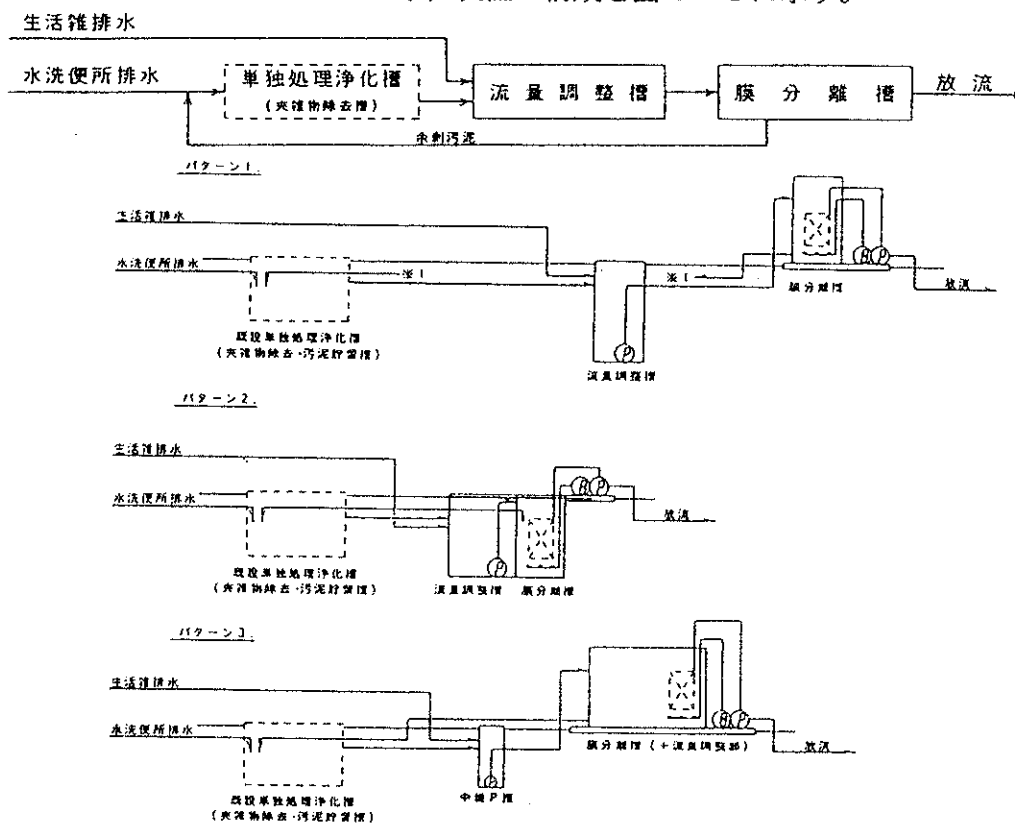 生活雑排水
水洗便所排水
単独処理浄化槽
(夾雑物除去槽)
流量調整槽
膜分離槽
放流
余剰汚泥
パターン1.
生活雑排水
水洗便所排水
※1
※1
既設単独処理浄化槽
(夾雑物除去・汚泥貯留槽)
流量調整槽
P
B P
膜分離槽
放流
パターン2.
生活雑排水
水洗便所排水
既設単独処理浄化槽
(夾雑物除去・汚泥貯留槽)
P
流量調整槽
膜分離槽
B P
放流
パターン3.
生活雑排水
水洗便所排水
既設単独処理浄化槽
(夾雑物除去・汚泥貯留槽)
中継P槽
B P
膜分離槽(+流量調整部)
放流